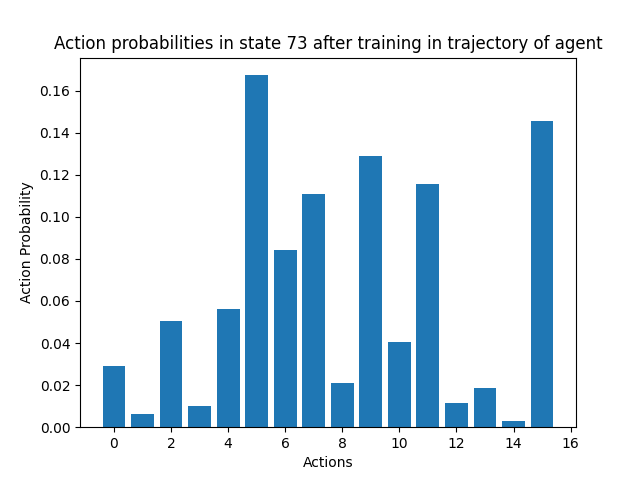 Action probabilities in state 73 after training in trajectory of agent
0.16
0.14
0.12
0.10
0.08
0.06
0.04
0.02
0.00
Action Probability
0 2 4 6 8 10 12 14 16
Actions